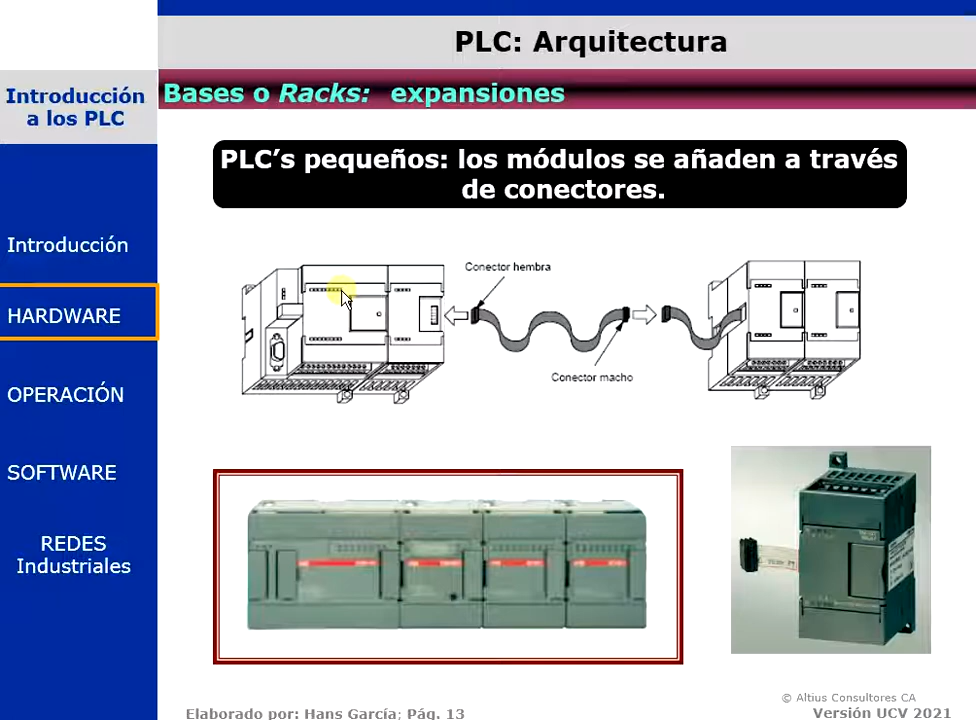 PLC: Arquitectura
Introducción
a los PLC
Bases o Racks: expansiones
PLC’s pequeños: los módulos se añaden a través
de conectores.
Introducción
HARDWARE
OPERACIÓN
SOFTWARE
REDES
Industriales
Conector hembra
Conector macho
© Altius Consultores CA
Elaborado por: Hans García; Pág. 13
Versión UCV 2021